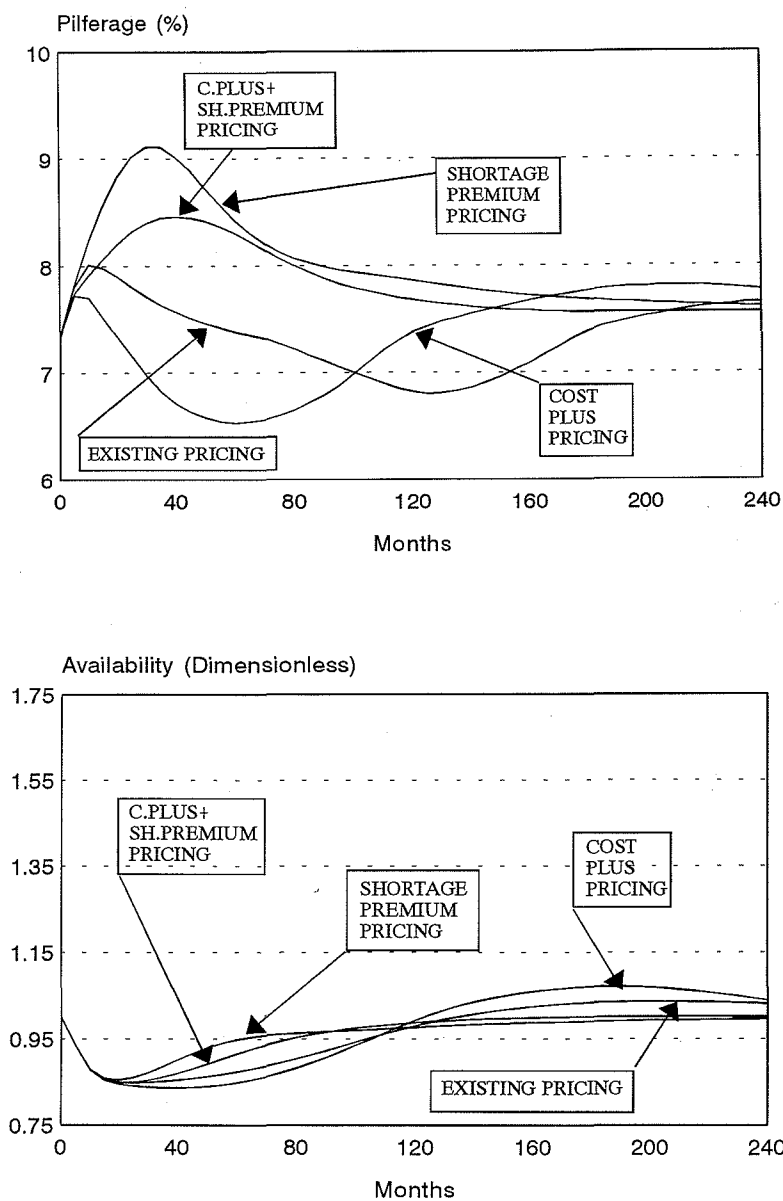 Pilferage (%)
10
9
8
7
6
C.PLUS+
SH.PREMIUM
PRICING
SHORTAGE
PREMIUM
PRICING
EXISTING PRICING
COST
PLUS
PRICING
0 40 80 120 160 200 240
Months
Availability (Dimensionless)
1.75
1.55
1.35
1.15
0.95
0.75
C.PLUS+
SH.PREMIUM
PRICING
SHORTAGE
PREMIUM
PRICING
COST
PLUS
PRICING
EXISTING PRICING
0 40 80 120 160 200 240
Months